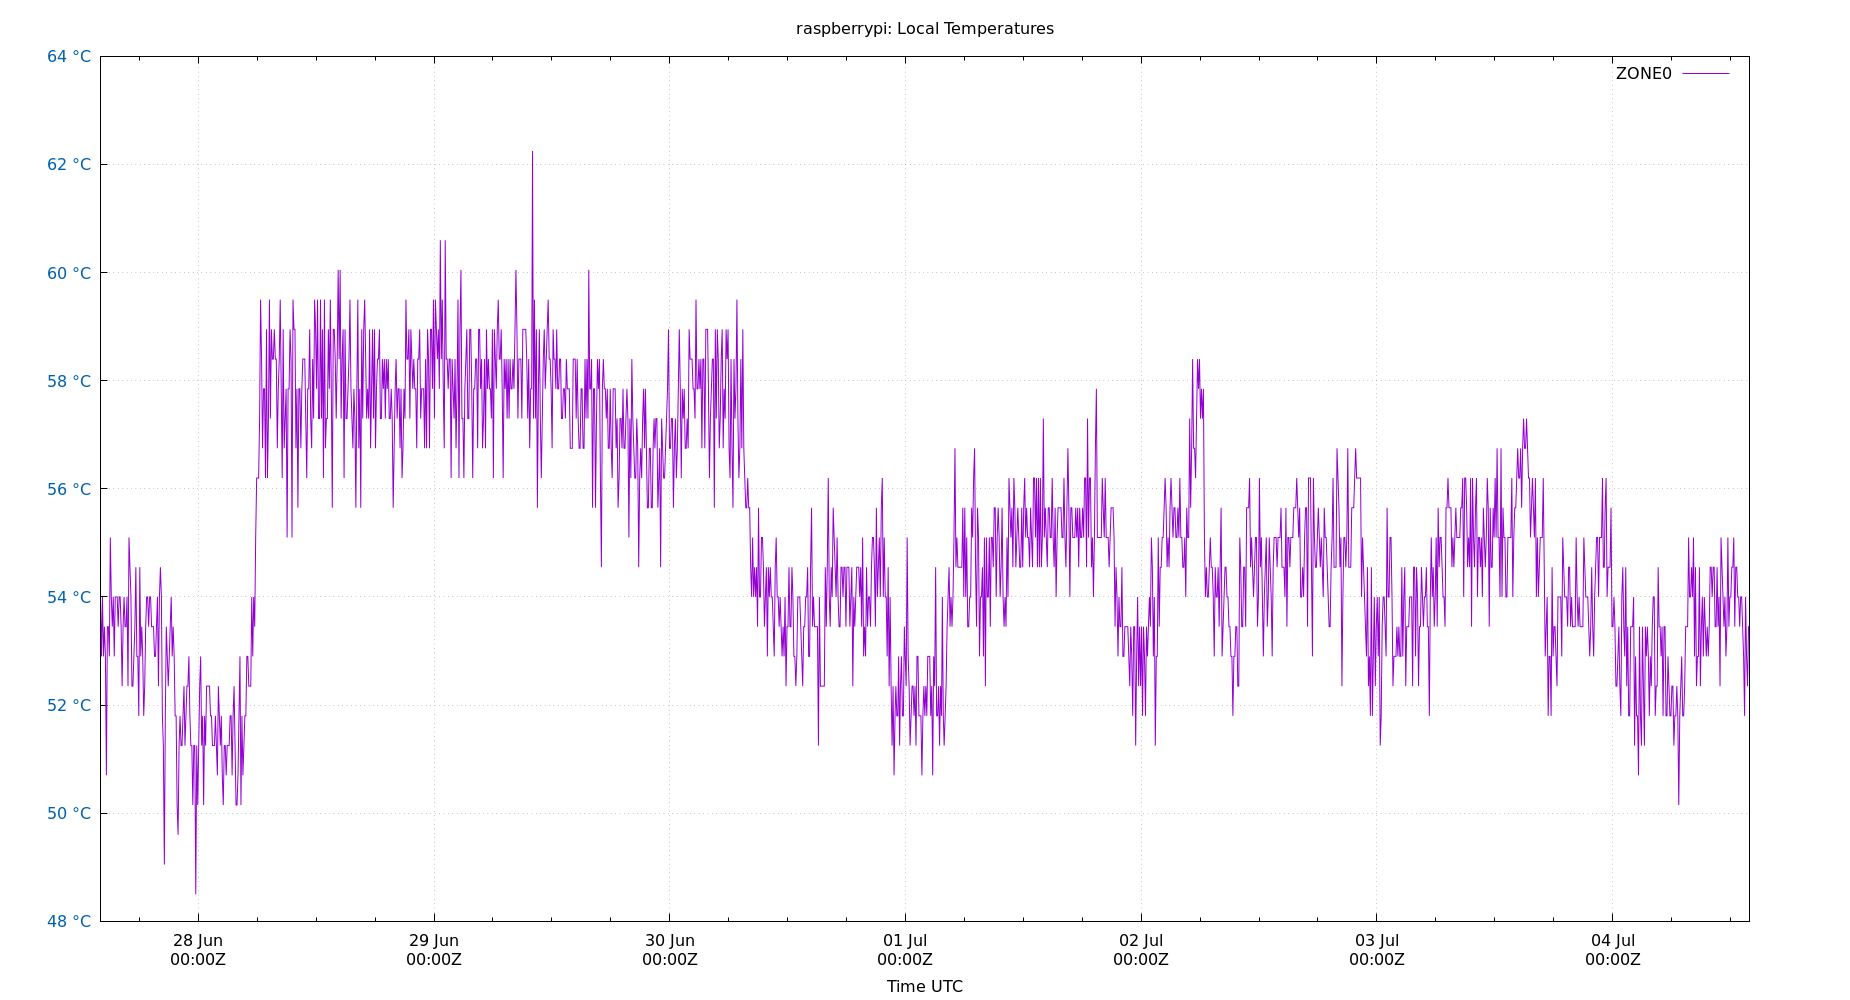 raspberrypi: Local Temperatures
64 °C
ZONE0
62 °C
60 °C
58 °C
56 °C
54 °C
52 °C
50 °C
48 °C
28 Jun 29 Jun 30 Jun 01 Jul 02 Jul 03 Jul 04 Jul
00:00Z 00:00Z 00:00Z 00:00Z 00:00Z 00:00Z 00:00Z
Time UTC